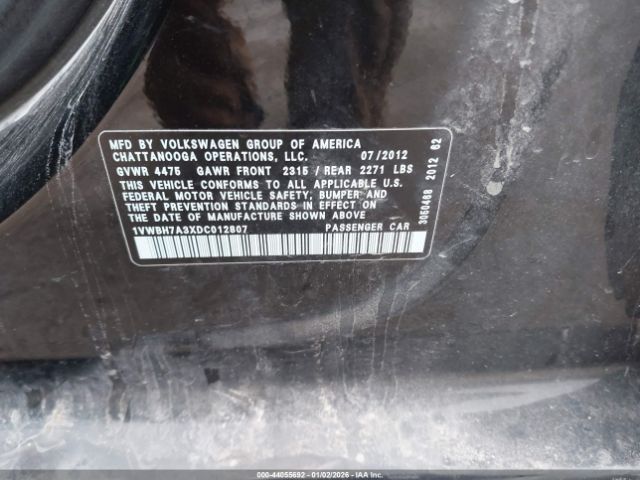 MFD BY VOLKSWAGEN GROUP OF AMERICA
CHATTANOOGA OPERATIONS, LLC. 07/2012
GVWR 4475 GAWR FRONT 2315 / REAR 2271 LBS
THIS VEHICLE CONFORMS TO ALL APPLICABLE U.S.
FEDERAL MOTOR VEHICLE SAFETY, BUMPER AND
THEFT PREVENTION STANDARDS IN EFFECT ON THE
DATE OF MANUFACTURE SHOWN ABOVE
1VWBH7A3XDC012807 PASSENGER CAR
3050468 2012 62
000-44055692 - 01/02/2026 - IAA Inc.